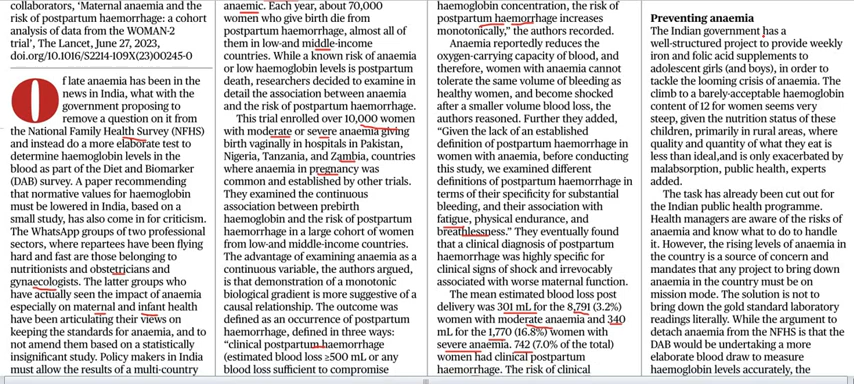 collaborators, ‘Maternal anaemia and the
risk of postpartum haemorrhage: a cohort
analysis of data from the WOMAN-2
trial’, The Lancet, June 27, 2023,
doi.org/10.1016/S2214-109X(23)00245-0
Of late anaemia has been in the
news in India, what with the
government proposing to
remove a question on it from
the National Family Health Survey (NFHS)
and instead do a more elaborate test to
determine haemoglobin levels in the
blood as part of the Diet and Biomarker
(DAB) survey. A paper recommending
that normative values for haemoglobin
must be lowered in India, based on a
small study, has also come in for criticism.
The WhatsApp groups of two professional
sectors, where repartees have been flying
hard and fast are those belonging to
nutritionists and obstetricians and
gynaecologists. The latter groups who
have actually seen the impact of anaemia
especially on maternal and infant health
have been articulating their views on
keeping the standards for anaemia, and to
not amend them based on a statistically
insignificant study. Policy makers in India
must allow the results of a multi-country
anaemic. Each year, about 70,000
women who give birth die from
postpartum haemorrhage, almost all of
them in low-and middle-income
countries. While a known risk of anaemia
or low haemoglobin levels is postpartum
death, researchers decided to examine in
detail the association between anaemia
and the risk of postpartum haemorrhage.
This trial enrolled over 10,000 women
with moderate or severe anaemia giving
birth vaginally in hospitals in Pakistan,
Nigeria, Tanzania, and Zambia, countries
where anaemia in pregnancy was
common and established by other trials.
They examined the continuous
association between prebirth
haemoglobin and the risk of postpartum
haemorrhage in a large cohort of women
from low-and middle-income countries.
The advantage of examining anaemia as a
continuous variable, the authors argued,
is that demonstration of a monotonic
biological gradient is more suggestive of a
causal relationship. The outcome
defined as an occurrence of postpartum
haemorrhage, defined in three ways:
“clinical postpartum haemorrhage
(estimated blood loss ≥500 mL or any
blood loss sufficient to compromise
haemoglobin concentration, the risk of
postpartum haemorrhage increases
monotonically,” the authors recorded.
Anaemia reportedly reduces the
oxygen-carrying capacity of blood, and
therefore, women with anaemia cannot
tolerate the same volume of bleeding as
healthy women, and become shocked
after a smaller volume blood loss, the
authors reasoned. Further they added,
“Given the lack of an established
definition of postpartum haemorrhage in
women with anaemia, before conducting
this study, we examined different
definitions of postpartum haemorrhage in
terms of their specificity for substantial
bleeding, and their association with
fatigue, physical endurance, and
breathlessness.” They eventually found
that a clinical diagnosis of postpartum
haemorrhage was highly specific for
clinical signs of shock and irrevocably
associated with worse maternal function.
The mean estimated blood loss post
delivery was 301 mL for the 8,791 (3.2%)
women with moderate anaemia and 340
mL for the 1,770 (16.8%) women with
severe anaemia. 742 (7.0% of the total)
women had clinical postpartum
haemorrhage. The risk of clinical
Preventing anaemia
The Indian government has a
well-structured project to provide weekly
iron and folic acid supplements to
adolescent girls (and boys), in order to
tackle the looming crisis of anaemia. The
climb to a barely-acceptable haemoglobin
content of 12 for women seems very
steep, given the nutrition status of these
children, primarily in rural areas, where
quality and quantity of what they eat is
less than ideal,and is only exacerbated by
malabsorption, public health, experts
added.
The task has already been cut out for
the Indian public health programme.
Health managers are aware of the risks of
anaemia and know what to do to handle
it. However, the rising levels of anaemia in
the country is a source of concern and
mandates that any project to bring down
anaemia in the country must be on
mission mode. The solution is not to
bring down the gold standard laboratory
readings literally. While the argument to
detach anaemia from the NFHS is that the
DAB would be undertaking a more
elaborate blood draw to measure
haemoglobin levels accurately, the